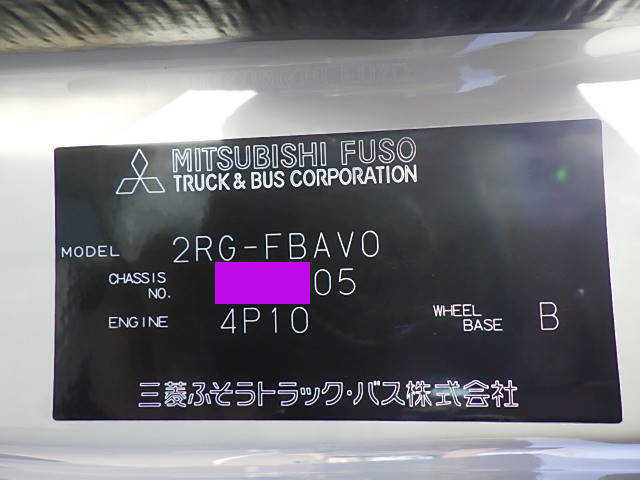 MITSUBISHI FUSO
TRUCK & BUS CORPORATION
MODEL 2RG-FBAV0
CHASSIS NO. 05
ENGINE 4P10 WHEEL BASE B
三菱ふそうトラック・バス株式会社